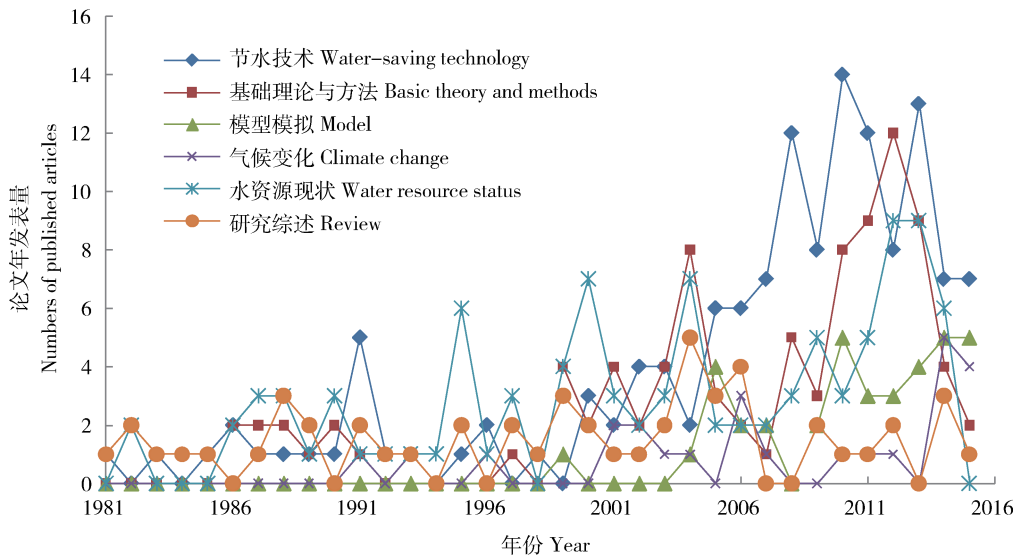 16
14
12
10
8
6
4
2
0
论文年发表量
Numbers of published articles
节水技术 Water-saving technology
基础理论与方法 Basic theory and methods
模型模拟 Model
气候变化 Climate change
水资源现状 Water resource status
研究综述 Review
1981 1986 1991 1996 2001 2006 2011 2016
年份 Year